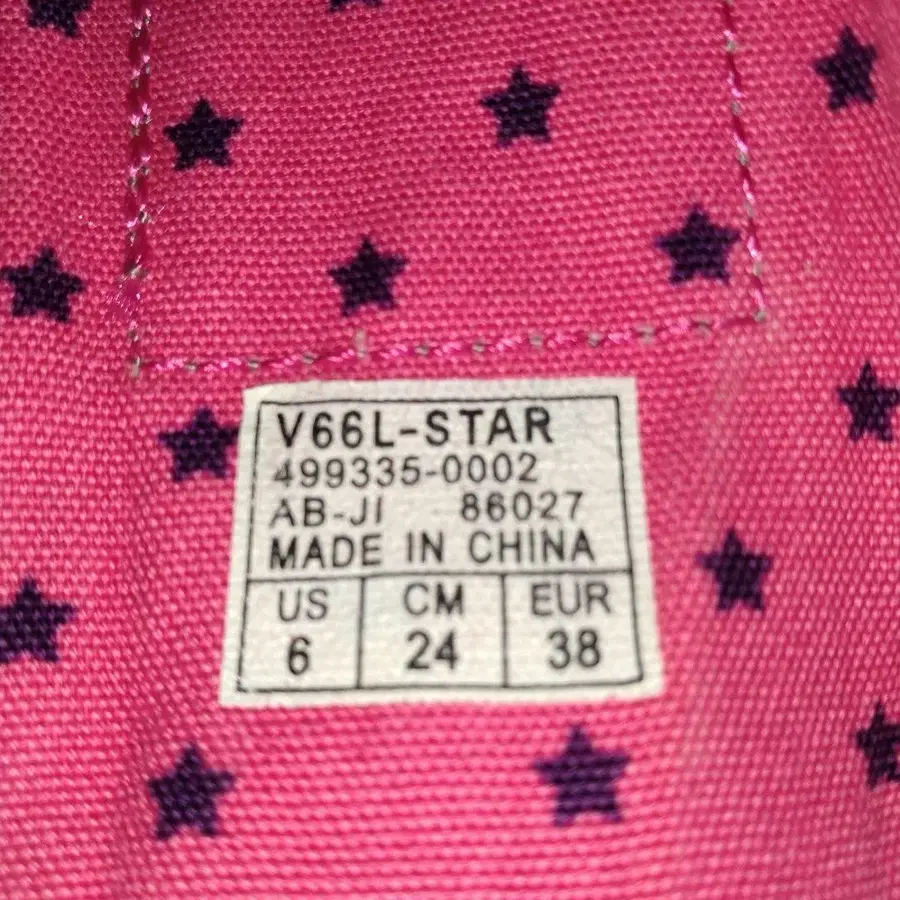 V66L-STAR
499335-0002
AB-JI 86027
MADE IN CHINA
US CM EUR
6 24 38